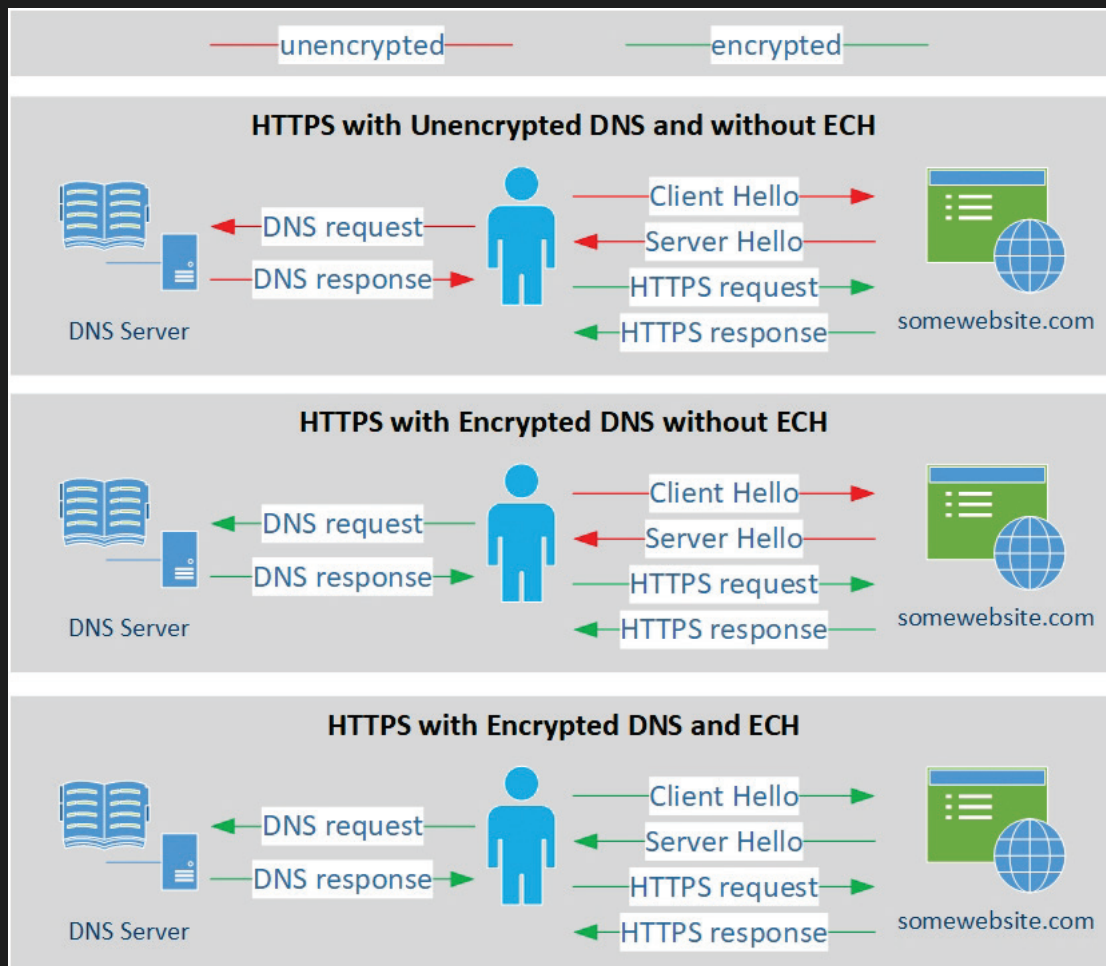 unencrypted
encrypted
HTTPS with Unencrypted DNS and without ECH
DNS request
DNS response
DNS Server
Client Hello
Server Hello
HTTPS request
HTTPS response
somewebsite.com
HTTPS with Encrypted DNS without ECH
DNS request
DNS response
DNS Server
Client Hello
Server Hello
HTTPS request
HTTPS response
somewebsite.com
HTTPS with Encrypted DNS and ECH
DNS request
DNS response
DNS Server
Client Hello
Server Hello
HTTPS request
HTTPS response
somewebsite.com